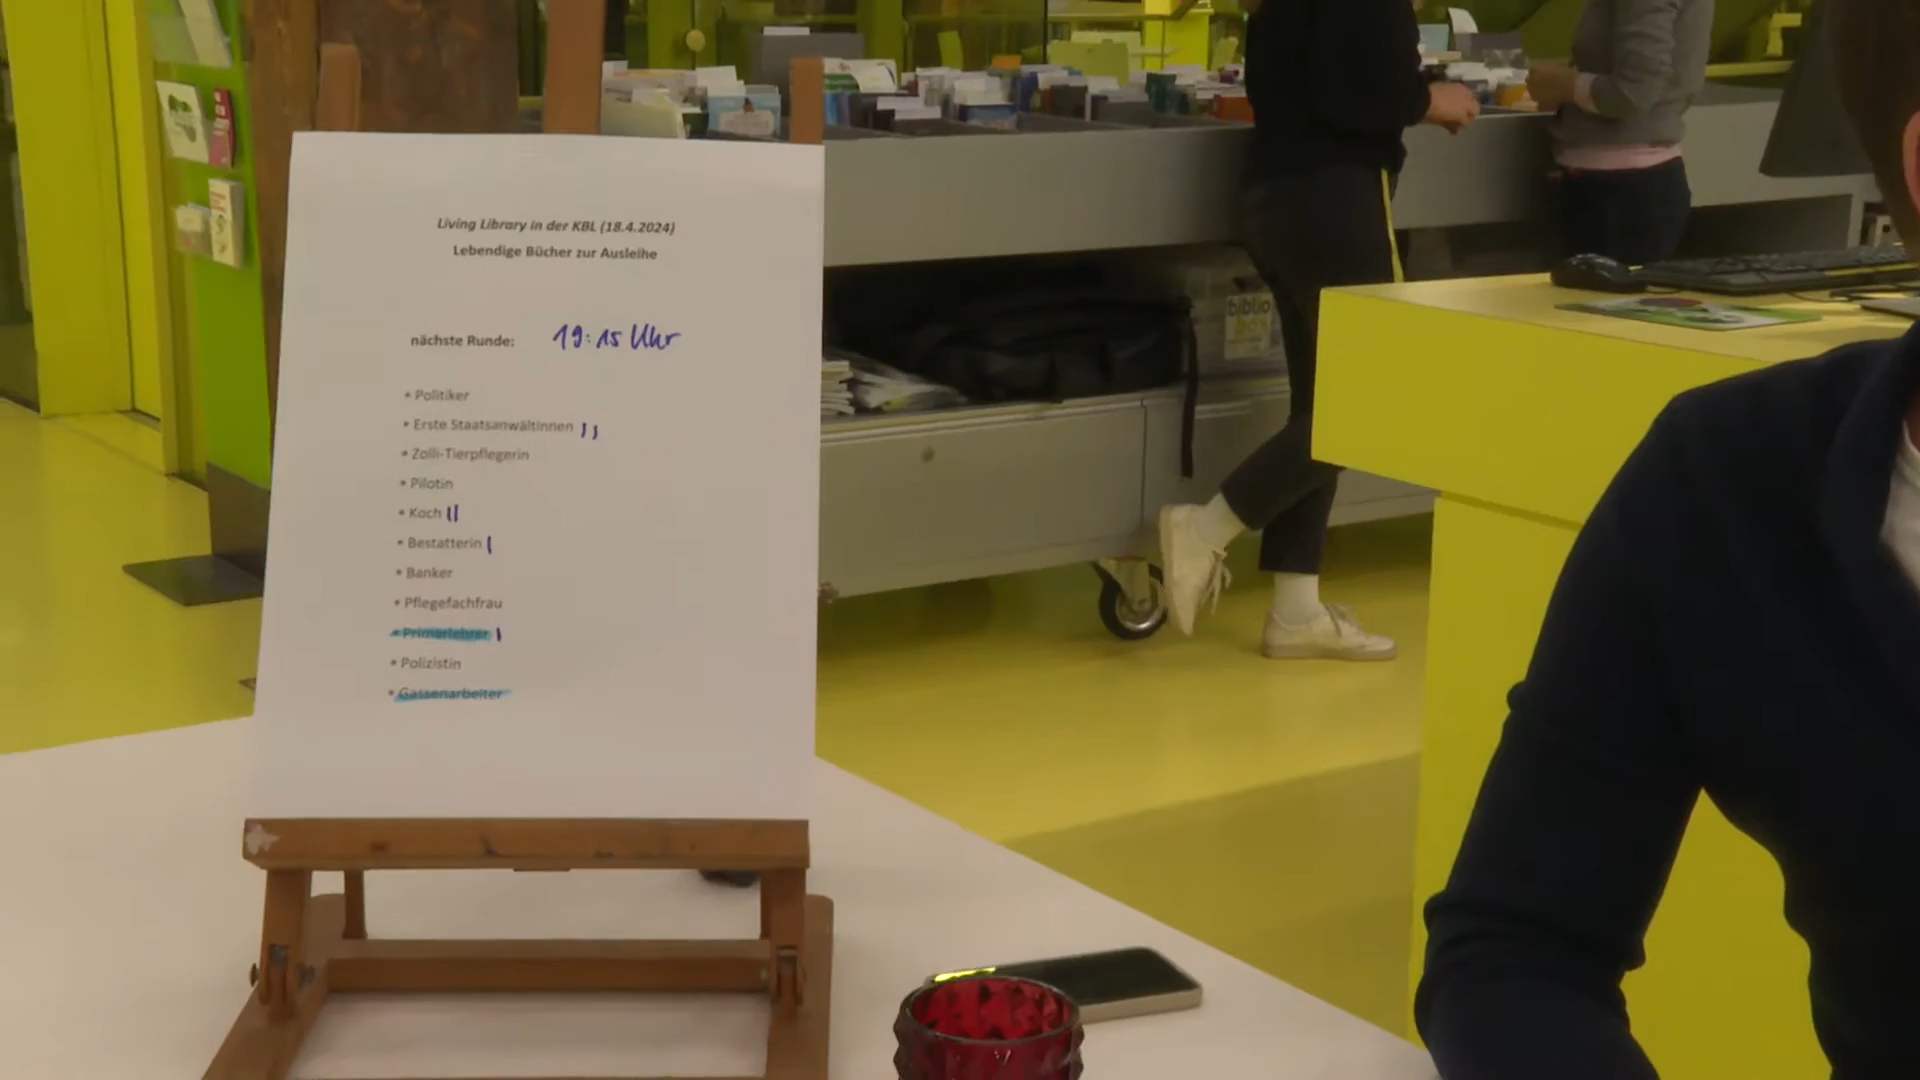 Living Library in der KBL (18.4.2024)
Lebendige Bücher zur Ausleihe
nächste Runde: 19:15 Uhr
• Politiker
• Erste StaatsanwältInnen
• Zolli-Tierpflegerin
• Pilotin
• Koch
• Bestatterin
• Banker
• Pflegefachfrau
• Primarlehrer
• Polizistin
• Gassenarbeiter
biblio